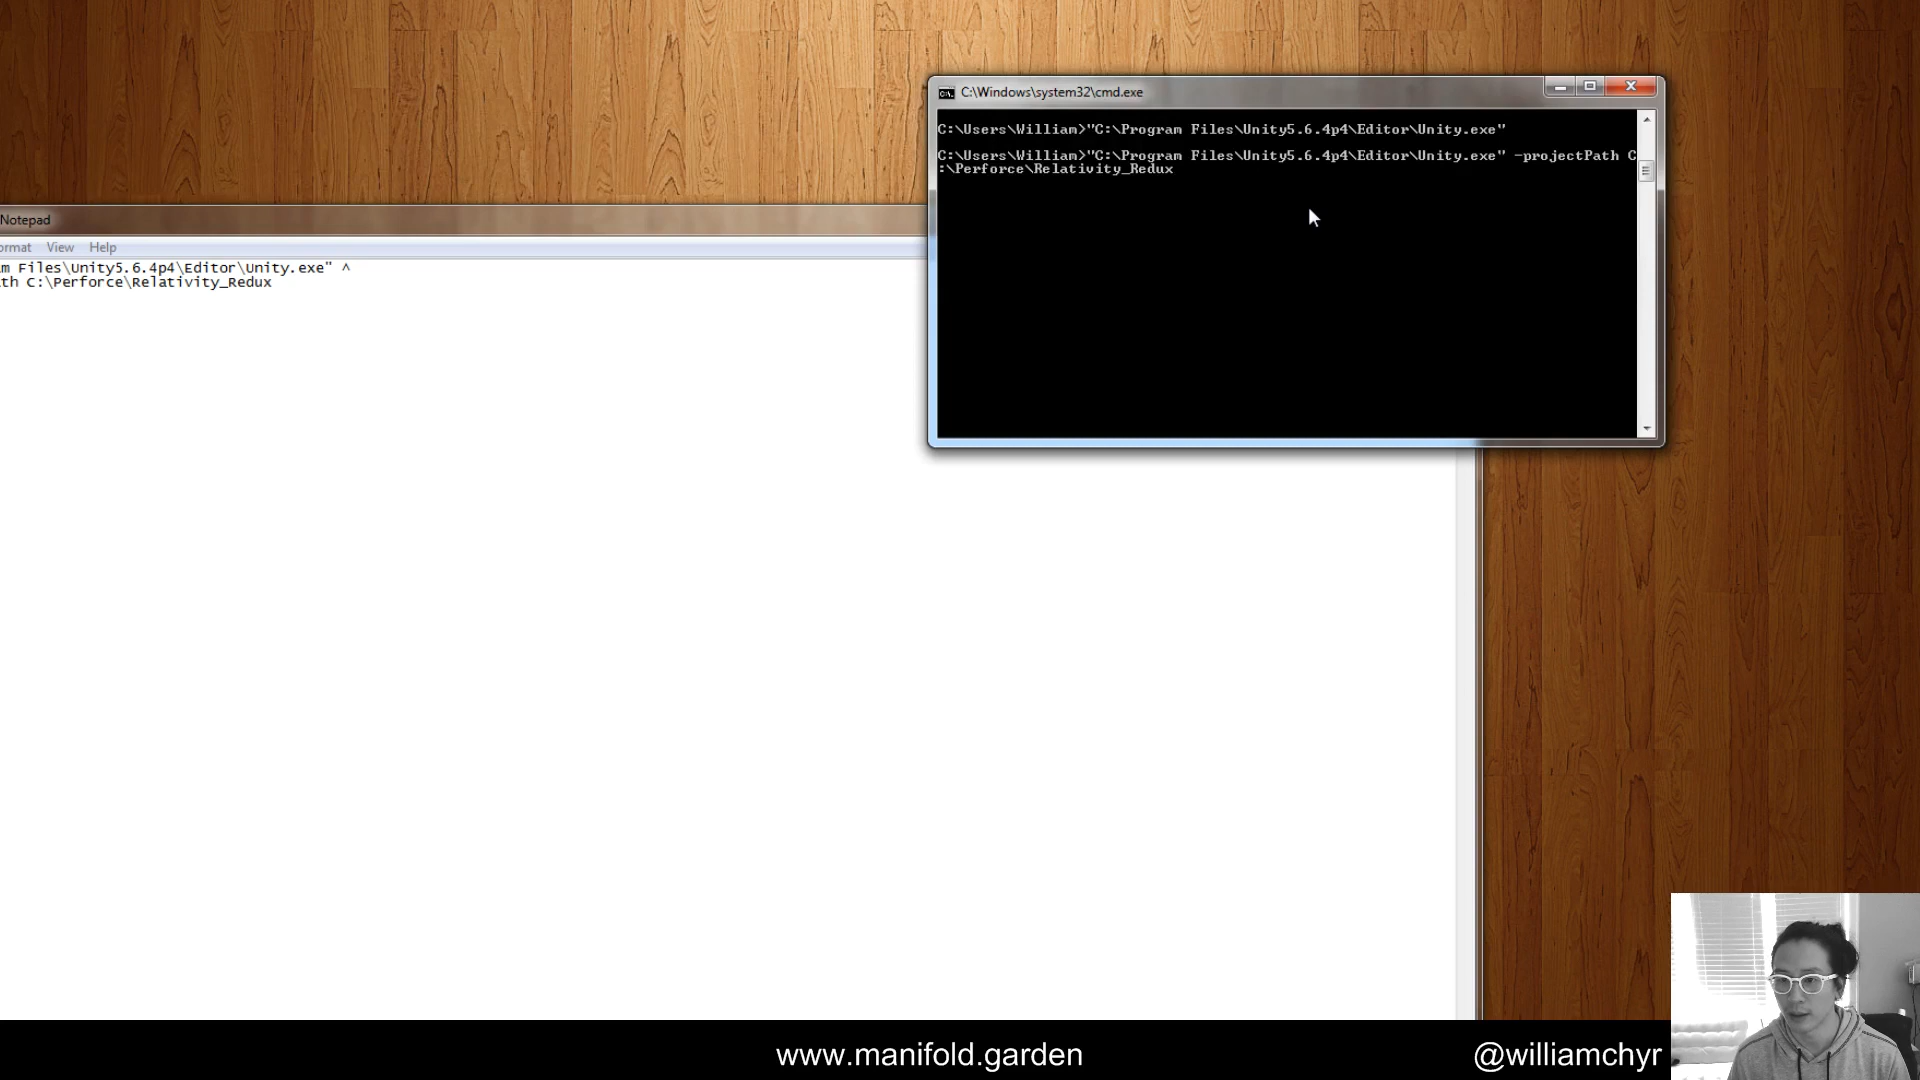 C:\Windows\system32\cmd.exe
C:\Users\William>"C:\Program Files\Unity5.6.4p4\Editor\Unity.exe"
C:\Users\William>"C:\Program Files\Unity5.6.4p4\Editor\Unity.exe" -projectPath C
:\Perforce\Relativity_Redux
Notepad
ormat View Help
m Files\Unity5.6.4p4\Editor\Unity.exe" ^
th C:\Perforce\Relativity_Redux
www.manifold.garden
@williamchyr